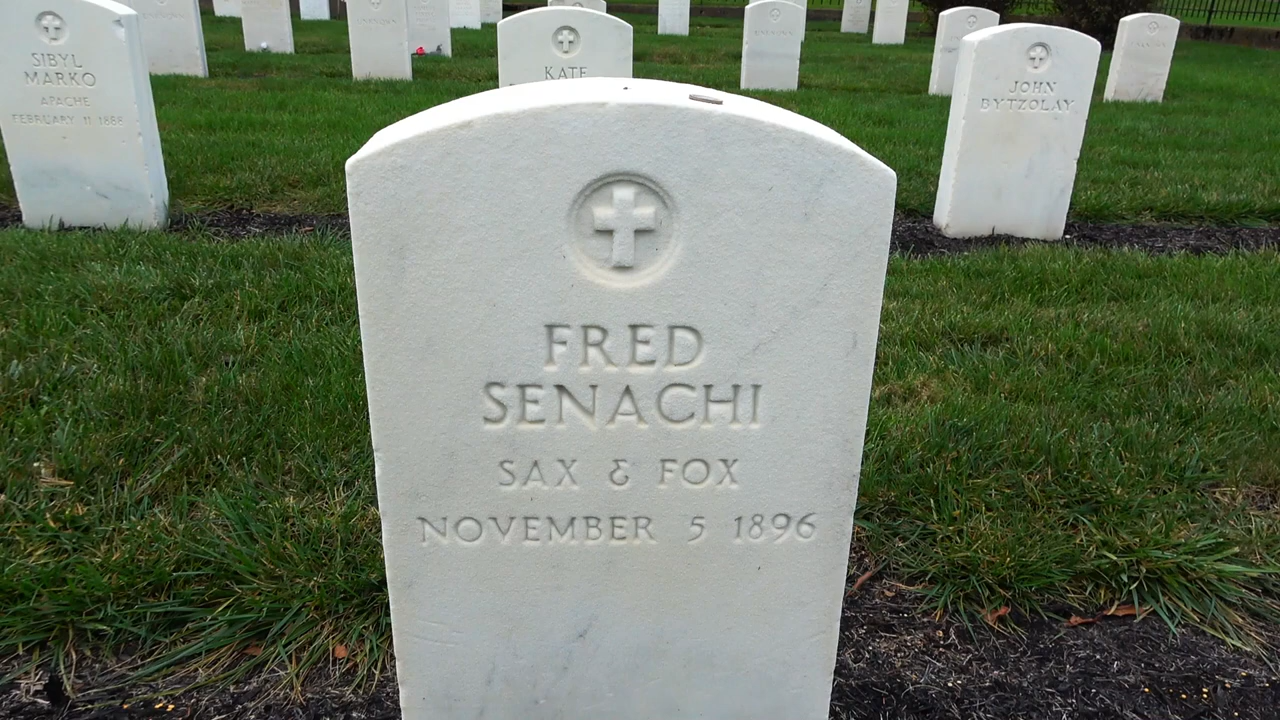 SIBYL
MARKO
APACHE
FEBRUARY 11 1888
KATE
JOHN
BYTZOLAY
FRED
SENACHI
SAX & FOX
NOVEMBER 5 1896